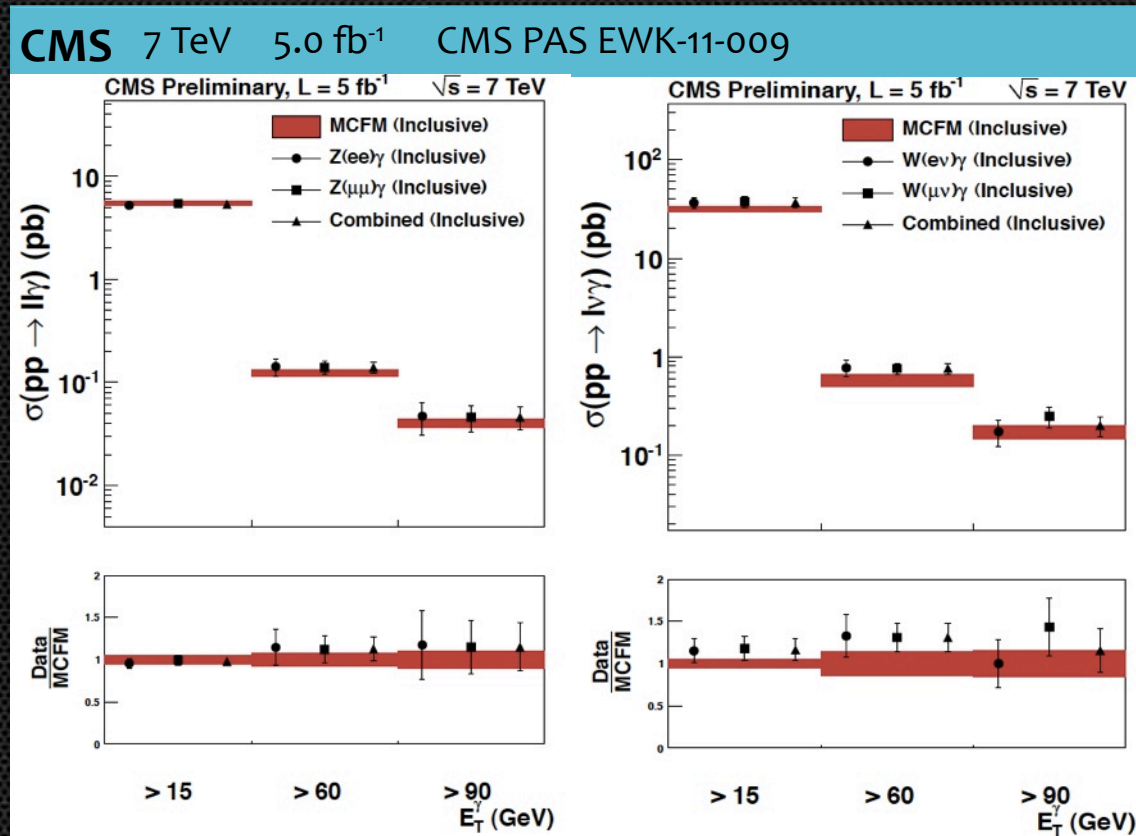 CMS 7 TeV 5.0 fb⁻¹ CMS PAS EWK-11-009
CMS Preliminary, L = 5 fb⁻¹ √s = 7 TeV
MCFM (Inclusive)
Z(ee)γ (Inclusive)
Z(μμ)γ (Inclusive)
Combined (Inclusive)
σ(pp → llγ) (pb)
10
1
10⁻¹
10⁻²
Data
MCFM
2
1.5
1
0.5
0
> 15 > 60 > 90
E_T^γ (GeV)
CMS Preliminary, L = 5 fb⁻¹ √s = 7 TeV
MCFM (Inclusive)
W(eν)γ (Inclusive)
W(μν)γ (Inclusive)
Combined (Inclusive)
σ(pp → lνγ) (pb)
10²
10
1
10⁻¹
Data
MCFM
2
1.5
1
0.5
0
> 15 > 60 > 90
E_T^γ (GeV)